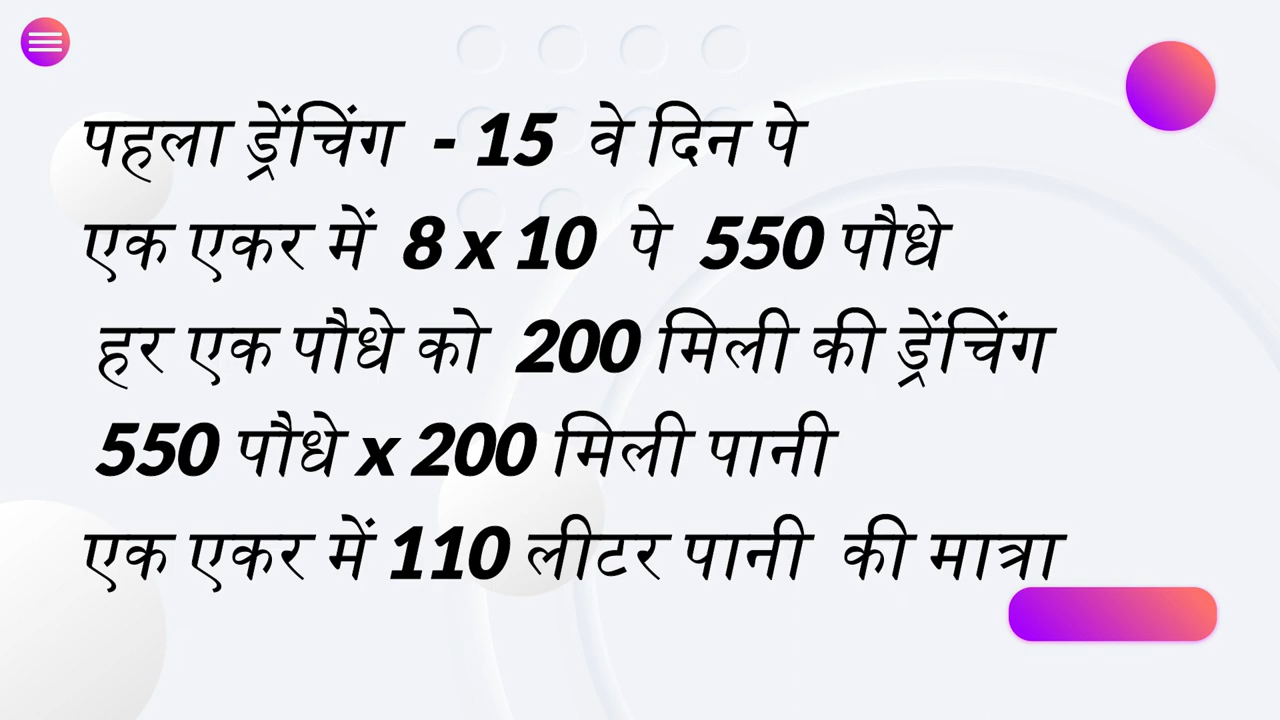 पहला ड्रेंचिंग - 15 वे दिन पे
एक एकर में 8 x 10 पे 550 पौधे
हर एक पौधे को 200 मिली की ड्रेंचिंग
550 पौधे x 200 मिली पानी
एक एकर में 110 लीटर पानी की मात्रा